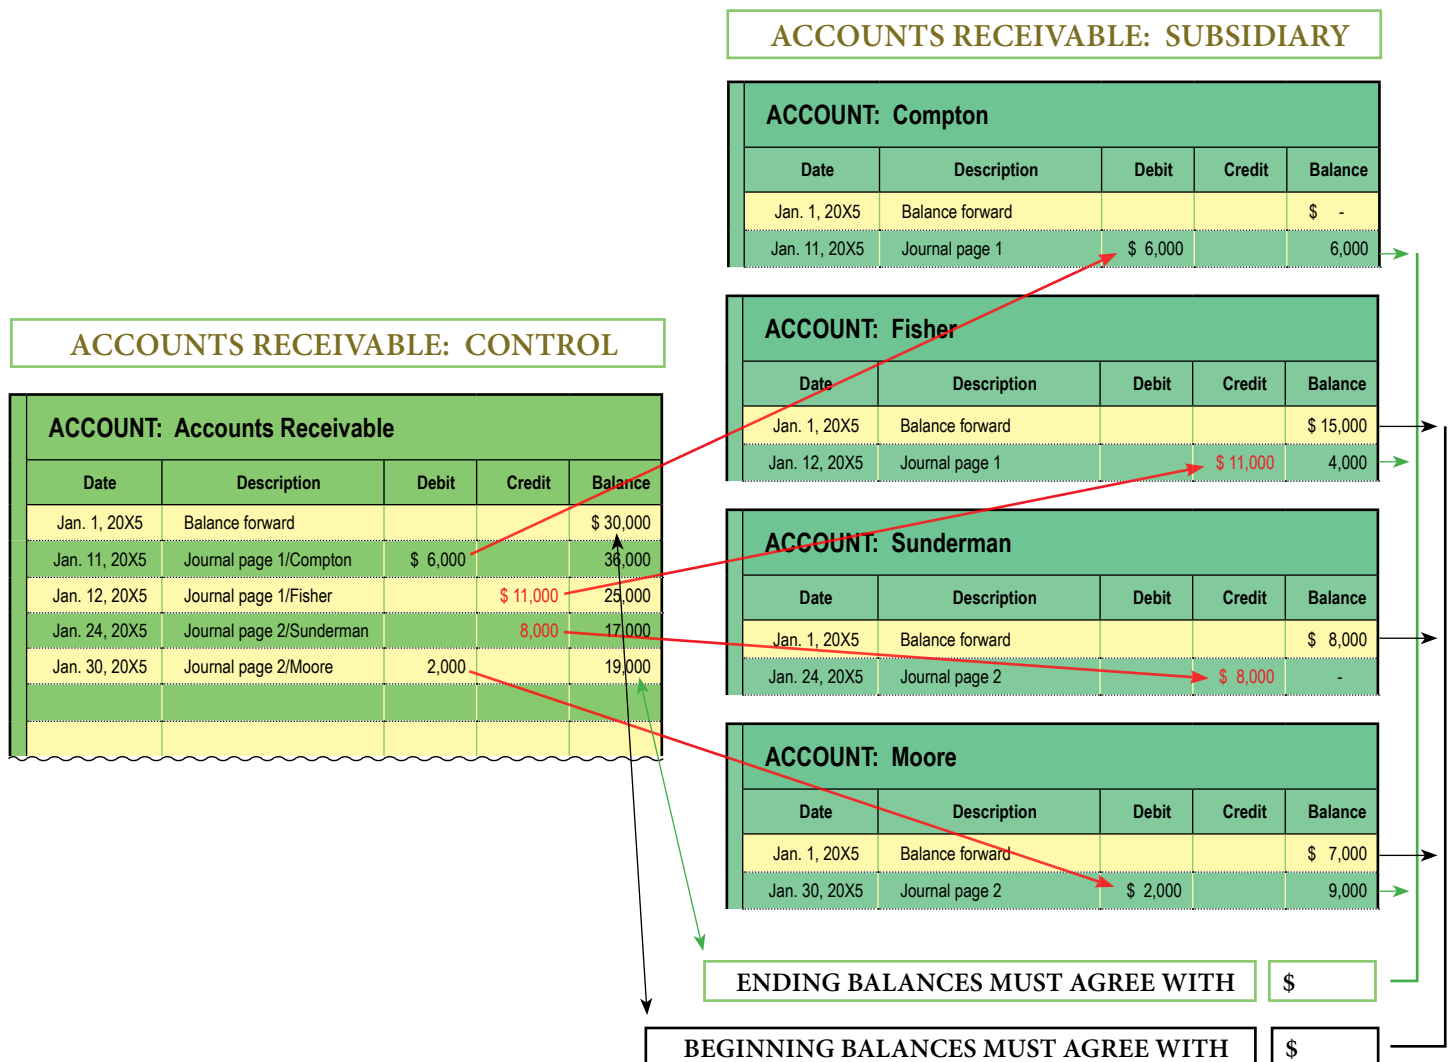 ACCOUNTS RECEIVABLE: SUBSIDIARY
ACCOUNT: Compton
Date Description Debit Credit Balance
Jan. 1, 20X5 Balance forward $ -
Jan. 11, 20X5 Journal page 1 $ 6,000 6,000
ACCOUNT: Fisher
Date Description Debit Credit Balance
Jan. 1, 20X5 Balance forward $ 15,000
Jan. 12, 20X5 Journal page 1 $ 11,000 4,000
ACCOUNT: Sunderman
Date Description Debit Credit Balance
Jan. 1, 20X5 Balance forward $ 8,000
Jan. 24, 20X5 Journal page 2 $ 8,000 -
ACCOUNT: Moore
Date Description Debit Credit Balance
Jan. 1, 20X5 Balance forward $ 7,000
Jan. 30, 20X5 Journal page 2 $ 2,000 9,000
ACCOUNTS RECEIVABLE: CONTROL
ACCOUNT: Accounts Receivable
Date Description Debit Credit Balance
Jan. 1, 20X5 Balance forward $ 30,000
Jan. 11, 20X5 Journal page 1/Compton $ 6,000 36,000
Jan. 12, 20X5 Journal page 1/Fisher $ 11,000 25,000
Jan. 24, 20X5 Journal page 2/Sunderman 8,000 17,000
Jan. 30, 20X5 Journal page 2/Moore 2,000 19,000
ENDING BALANCES MUST AGREE WITH $
BEGINNING BALANCES MUST AGREE WITH $